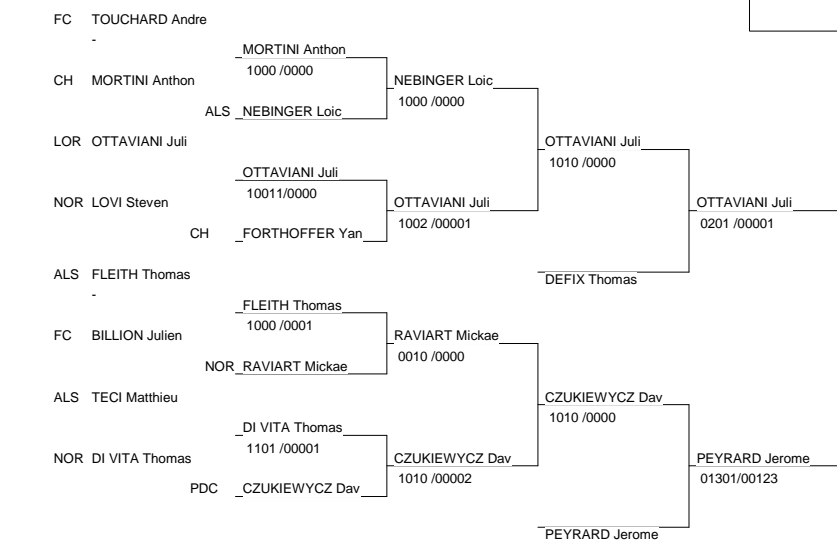 FC TOUCHARD Andre
-
MORTINI Anthon
1000 /0000
CH MORTINI Anthon
NEBINGER Loic
1000 /0000
ALS NEBINGER Loic
LOR OTTAVIANI Juli
OTTAVIANI Juli
1010 /0000
OTTAVIANI Juli
10011/0000
NOR LOVI Steven
OTTAVIANI Juli
1002 /00001
OTTAVIANI Juli
0201 /00001
CH FORTHOFFER Yan
ALS FLEITH Thomas
-
DEFIX Thomas
FLEITH Thomas
1000 /0001
FC BILLION Julien
RAVIART Mickae
0010 /0000
NOR RAVIART Mickae
ALS TECI Matthieu
CZUKIEWYCZ Dav
1010 /0000
DI VITA Thomas
1101 /00001
NOR DI VITA Thomas
CZUKIEWYCZ Dav
1010 /00002
PEYRARD Jerome
01301/00123
PDC CZUKIEWYCZ Dav
PEYRARD Jerome